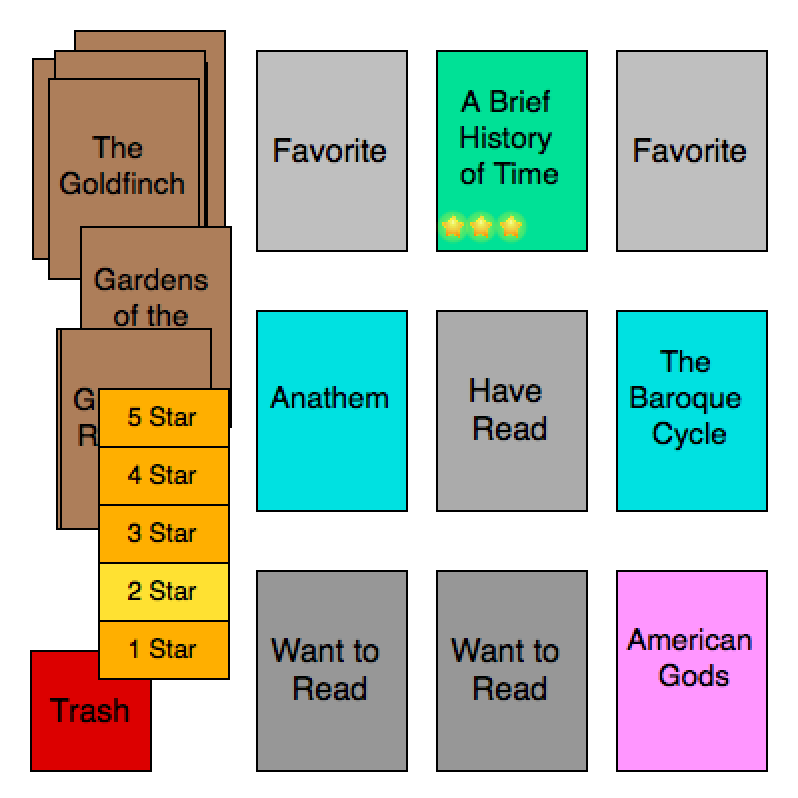 The
Goldfinch
Favorite
A Brief
History
of Time
Favorite
Gardens
of the
Anathem
Have
Read
The
Baroque
Cycle
G
R
5 Star
4 Star
3 Star
2 Star
1 Star
Want to
Read
Want to
Read
American
Gods
Trash